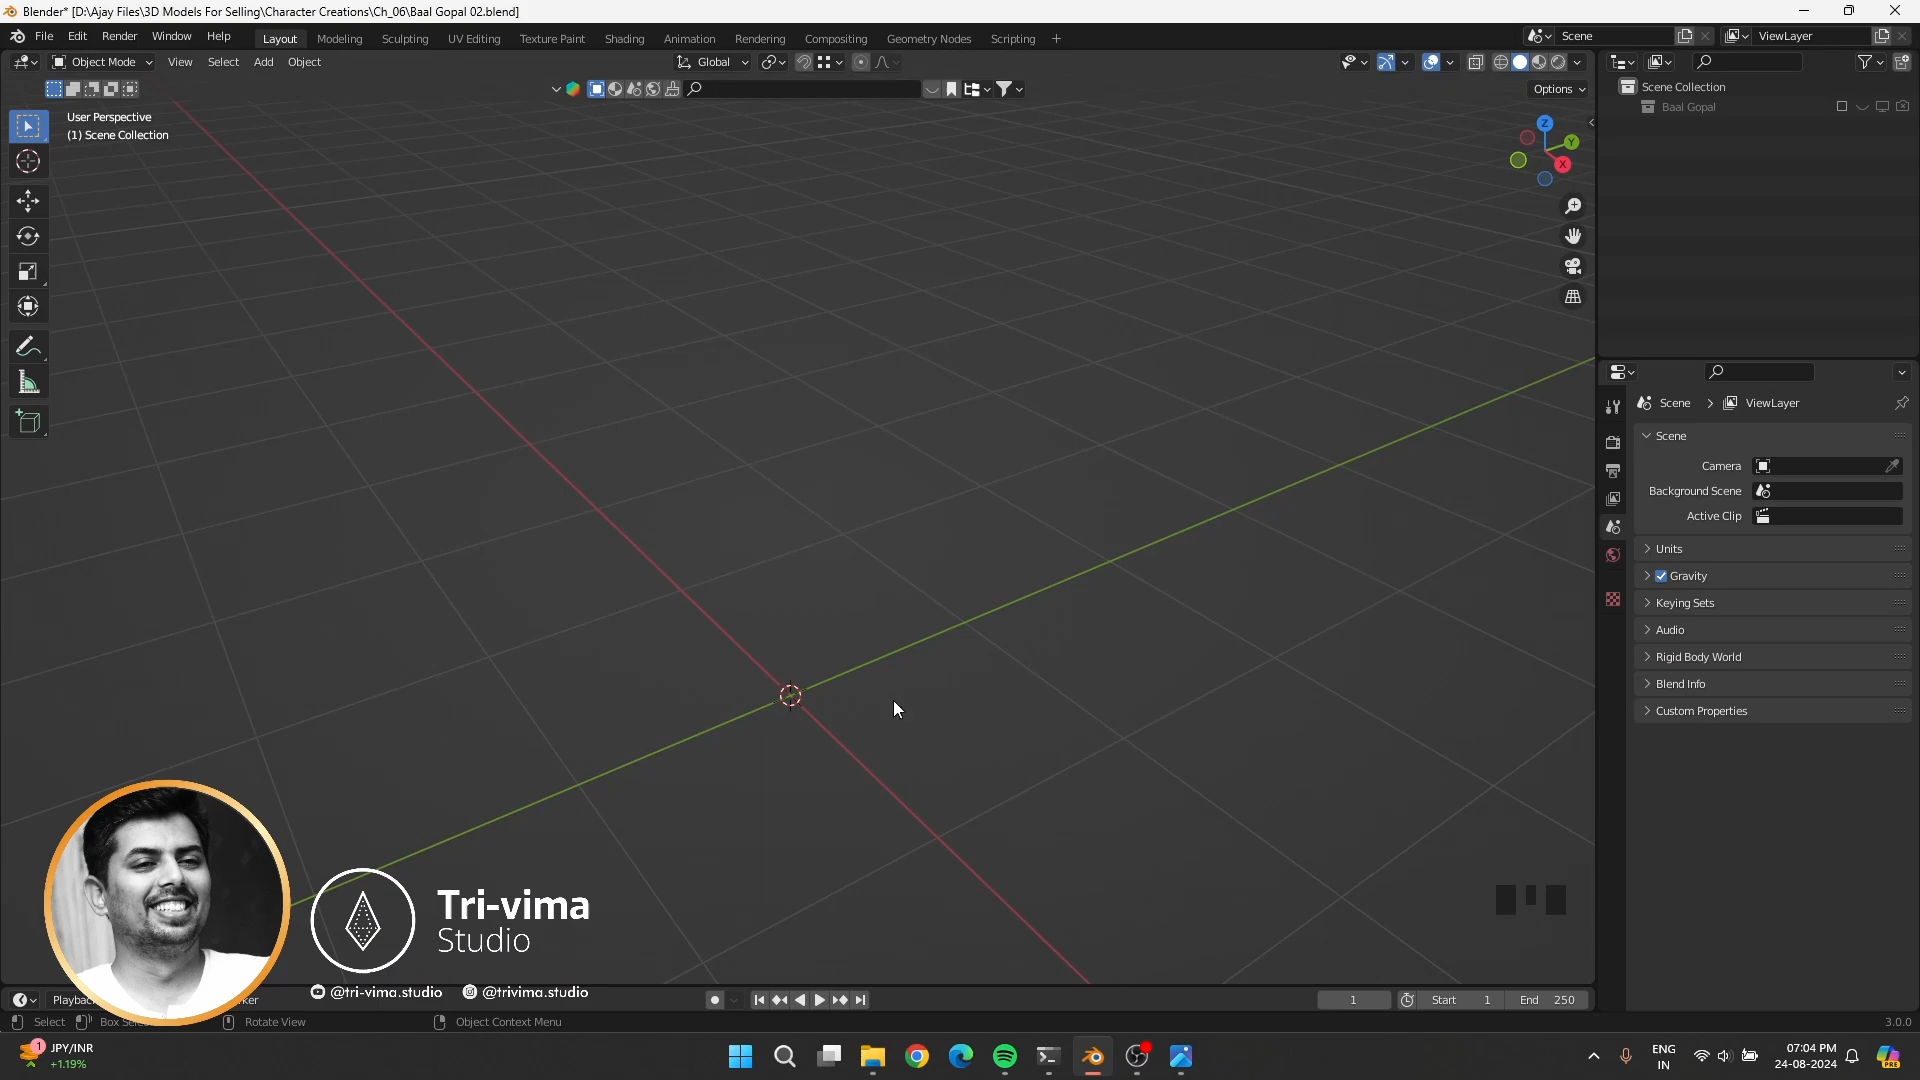 Blender* [D:\Ajay Files\3D Models For Selling\Character Creations\Ch_06\Baal Gopal 02.blend]
File Edit Render Window Help Layout Modeling Sculpting UV Editing Texture Paint Shading Animation Rendering Compositing Geometry Nodes Scripting + Scene ViewLayer
Object Mode View Select Add Object Global
Options
User Perspective
(1) Scene Collection
Z
Y
X
Scene Collection
Baal Gopal
Scene > ViewLayer
Scene
Camera
Background Scene
Active Clip
Units
Gravity
Keying Sets
Audio
Rigid Body World
Blend Info
Custom Properties
Tri-vima
Studio
@tri-vima.studio @trivima.studio
1 Start 1 End 250
Select Rotate View Object Context Menu 3.0.0
1
JPY/INR
+1.19%
ENG
IN
07:04 PM
24-08-2024
PRE